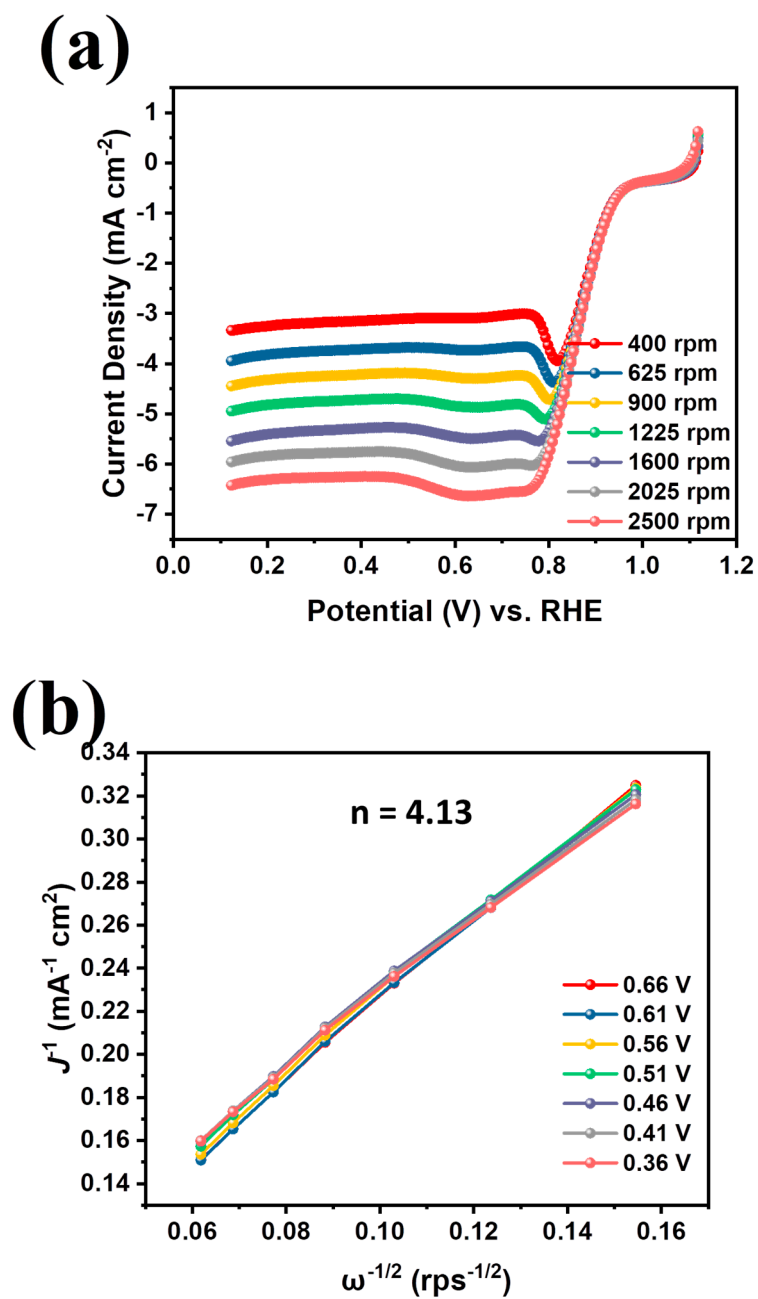 (a)
1
0
-1
-2
-3
-4
-5
-6
-7
Current Density (mA cm⁻²)
400 rpm
625 rpm
900 rpm
1225 rpm
1600 rpm
2025 rpm
2500 rpm
0.0 0.2 0.4 0.6 0.8 1.0 1.2
Potential (V) vs. RHE
(b)
0.34
0.32
0.30
0.28
0.26
0.24
0.22
0.20
0.18
0.16
0.14
J⁻¹ (mA⁻¹ cm²)
n = 4.13
0.66 V
0.61 V
0.56 V
0.51 V
0.46 V
0.41 V
0.36 V
0.06 0.08 0.10 0.12 0.14 0.16
ω⁻¹/² (rps⁻¹/²)